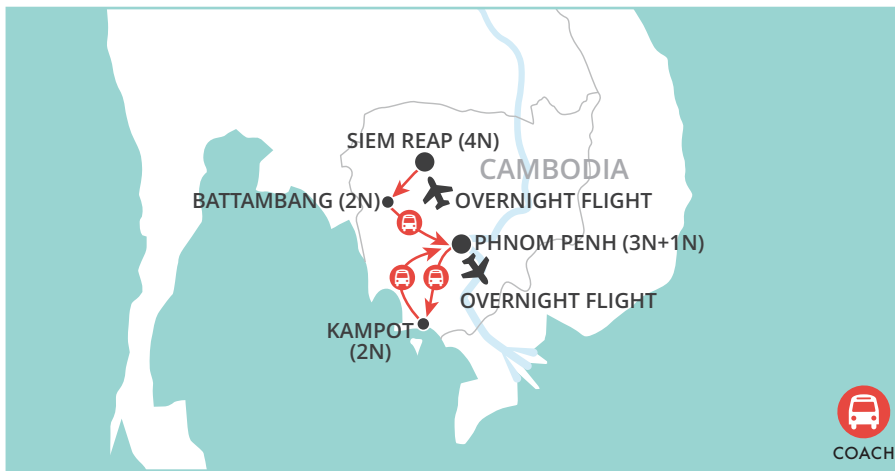 SIEM REAP (4N)
CAMBODIA
BATTAMBANG (2N)
OVERNIGHT FLIGHT
PHNOM PENH (3N+1N)
OVERNIGHT FLIGHT
KAMPOT
(2N)
COACH